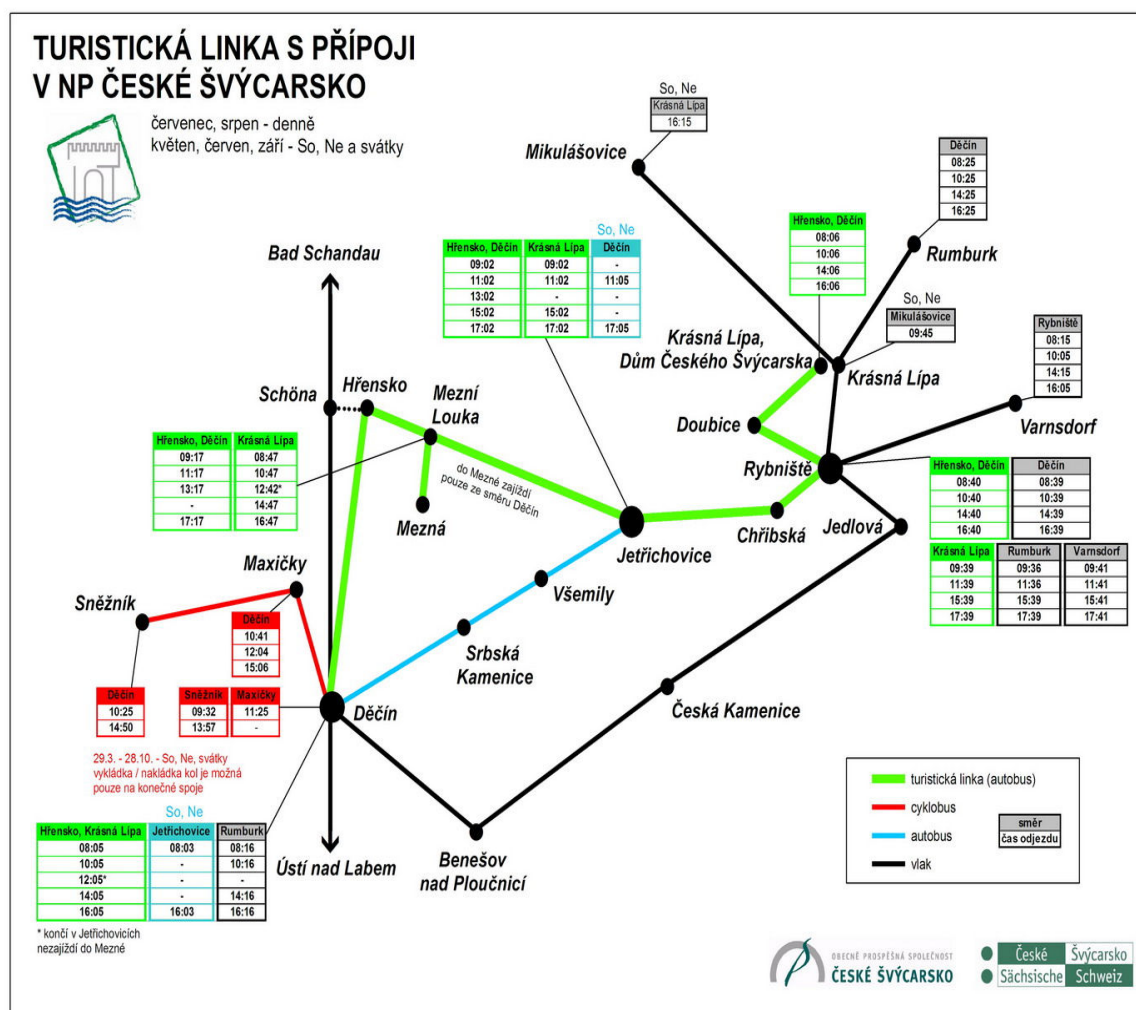 TURISTICKÁ LINKA S PŘÍPOJI
V NP ČESKÉ ŠVÝCARSKO
červenec, srpen - denně
květen, červen, září - So, Ne a svátky
So, Ne
Krásná Lípa
16:15
Mikulášovice
Děčín
08:25
10:25
14:25
16:25
Rumburk
Hřensko, Děčín
08:06
10:06
14:06
16:06
So, Ne
Hřensko, Děčín Krásná Lípa Děčín
09:02 09:02 -
11:02 11:02 11:05
13:02 - -
15:02 15:02 -
17:02 17:02 17:05
Bad Schandau
So, Ne
Mikulášovice
09:45
Rybniště
08:15
10:05
14:15
16:05
Krásná Lípa,
Dům Českého Švýcarska
Krásná Lípa
Varnsdorf
Schöna
Hřensko
Mezní
Louka
Doubice
Rybniště
Hřensko, Děčín Krásná Lípa
09:17 08:47
11:17 10:47
13:17 12:42*
- 14:47
17:17 16:47
do Mezné zajíždí
pouze ze směru Děčín
Mezná
Jetřichovice
Chřibská
Jedlová
Hřensko, Děčín Děčín
08:40 08:39
10:40 10:39
14:40 14:39
16:40 16:39
Krásná Lípa Rumburk Varnsdorf
09:39 09:36 09:41
11:39 11:36 11:41
15:39 15:39 15:41
17:39 17:39 17:41
Maxičky
Sněžník
Všemily
Srbská
Kamenice
Děčín
10:41
12:04
15:06
Děčín
10:25
14:50
Sněžník Maxičky
09:32 11:25
13:57 -
Děčín
Česká Kamenice
29.3. - 28.10. - So, Ne, svátky
vykládka / nakládka kol je možná
pouze na konečné spoje
So, Ne
Hřensko, Krásná Lípa Jetřichovice Rumburk
08:05 08:03 08:16
10:05 - 10:16
12:05* - -
14:05 - 14:16
16:05 16:03 16:16
* končí v Jetřichovicích
nezajíždí do Mezné
Ústí nad Labem
Benešov
nad Ploučnicí
turistická linka (autobus)
cyklobus
autobus
vlak
směr
čas odjezdu
OBECNĚ PROSPĚŠNÁ SPOLEČNOST
ČESKÉ ŠVÝCARSKO
České Švýcarsko
Sächsische Schweiz